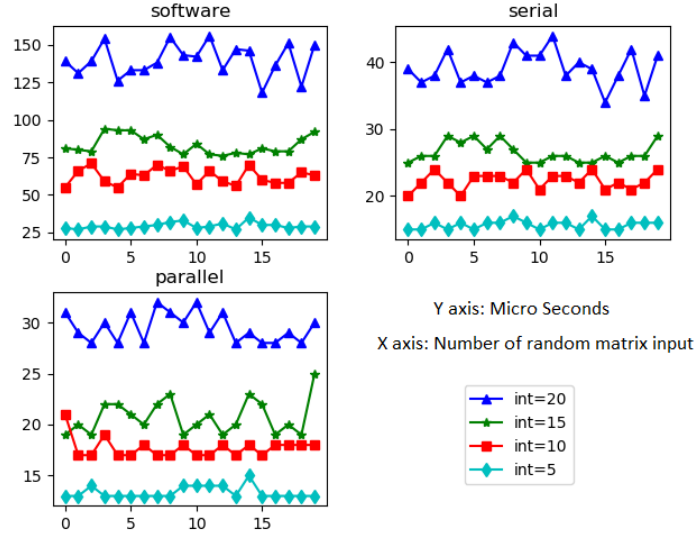 software
150
125
100
75
50
25
0
5
10
15
serial
40
30
20
0
5
10
15
parallel
30
25
20
15
0
5
10
15
Y axis: Micro Seconds
X axis: Number of random matrix input
int=20
int=15
int=10
int=5